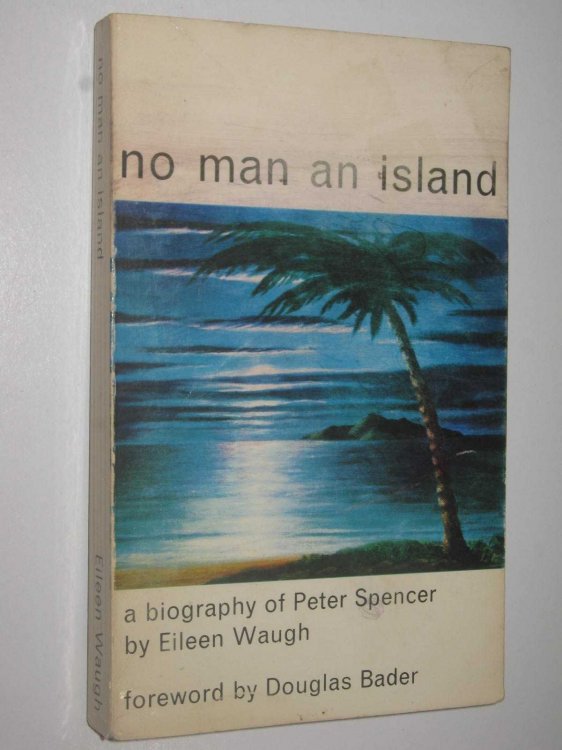 no man an island
a biography of Peter Spencer
by Eileen Waugh
foreword by Douglas Bader
no man an island
Eileen Waugh